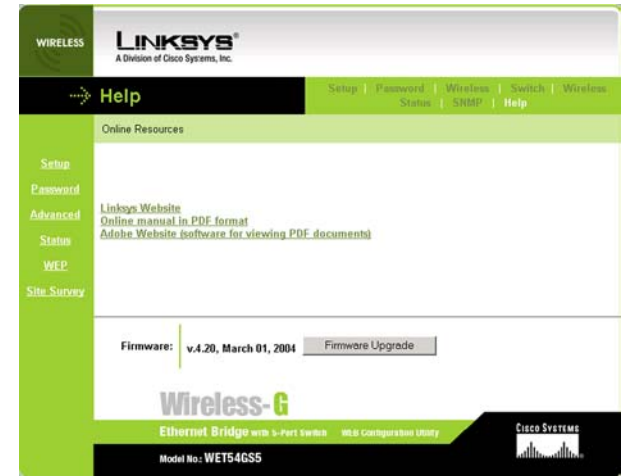 WIRELESS
LINKSYS®
A Division of Cisco Systems, Inc.
Help
Setup | Password | Wireless | Switch | Wireless
Status | SNMP | Help
Online Resources
Setup
Password
Advanced
Status
WEP
Site Survey
Linksys Website
Online manual in PDF format
Adobe Website (software for viewing PDF documents)
Firmware: v.4.20, March 01, 2004 Firmware Upgrade
Wireless-G
Ethernet Bridge with 5-Port Switch WEB Configuration Utility
CISCO SYSTEMS
Model No.: WET54GS5